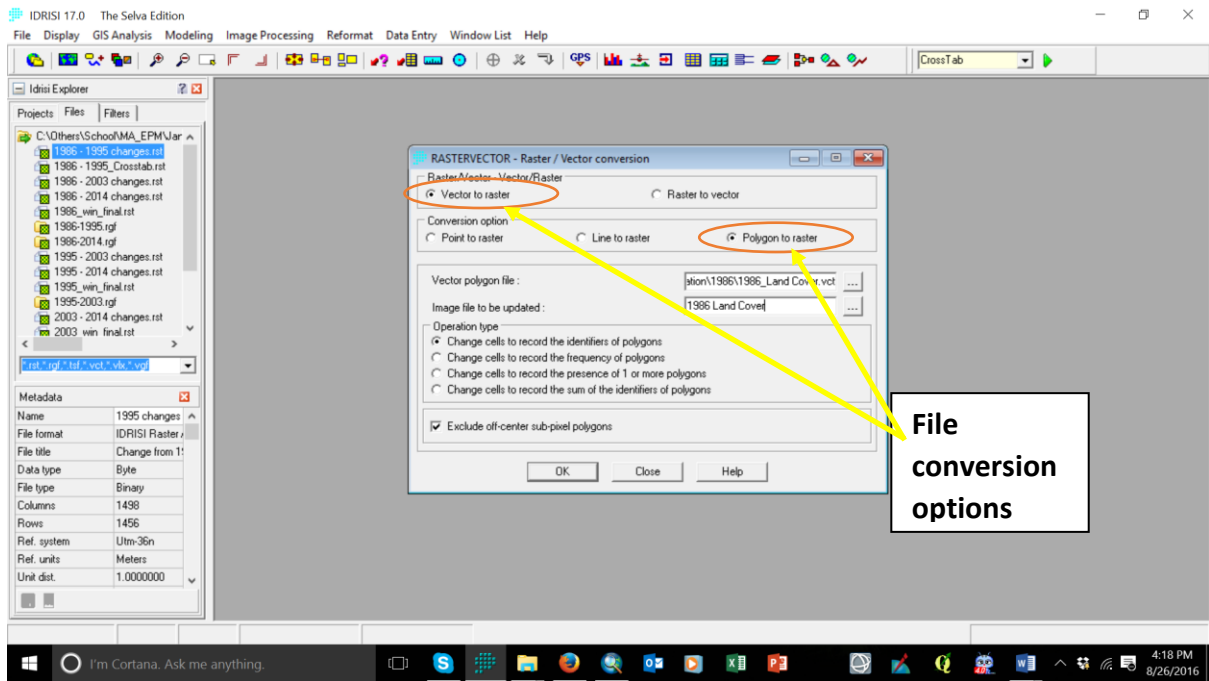 IDRISI 17.0 The Selva Edition
File Display GIS Analysis Modeling Image Processing Reformat Data Entry Window List Help
GPS
CrossTab
Idrisi Explorer
Projects Files Filters
C:\Others\School\MA_EPM\Jar
1986 - 1995 changes.rst
1986 - 1995_Crosstab.rst
1986 - 2003 changes.rst
1986 - 2014 changes.rst
1986_win_final.rst
1986-1995.rgf
1986-2014.rgf
1995 - 2003 changes.rst
1995 - 2014 changes.rst
1995_win_final.rst
1995-2003.rgf
2003 - 2014 changes.rst
2003 win final.rst
*.rst,*.rgf,*.tsf,*.vct,*.vlx,*.vgf
Metadata
Name 1995 changes
File format IDRISI Raster
File title Change from
Data type Byte
File type Binary
Columns 1498
Rows 1456
Ref. system Utm-36n
Ref. units Meters
Unit dist. 1.0000000
RASTERVECTOR - Raster / Vector conversion
Raster/Vector - Vector/Raster
Vector to raster Raster to vector
Conversion option
Point to raster Line to raster Polygon to raster
Vector polygon file : ation\1986\1986_Land Cover.vct ...
Image file to be updated : 1986 Land Cover ...
Operation type
Change cells to record the identifiers of polygons
Change cells to record the frequency of polygons
Change cells to record the presence of 1 or more polygons
Change cells to record the sum of the identifiers of polygons
Exclude off-center sub-pixel polygons
OK Close Help
File
conversion
options
I'm Cortana. Ask me anything.
4:18 PM
8/26/2016